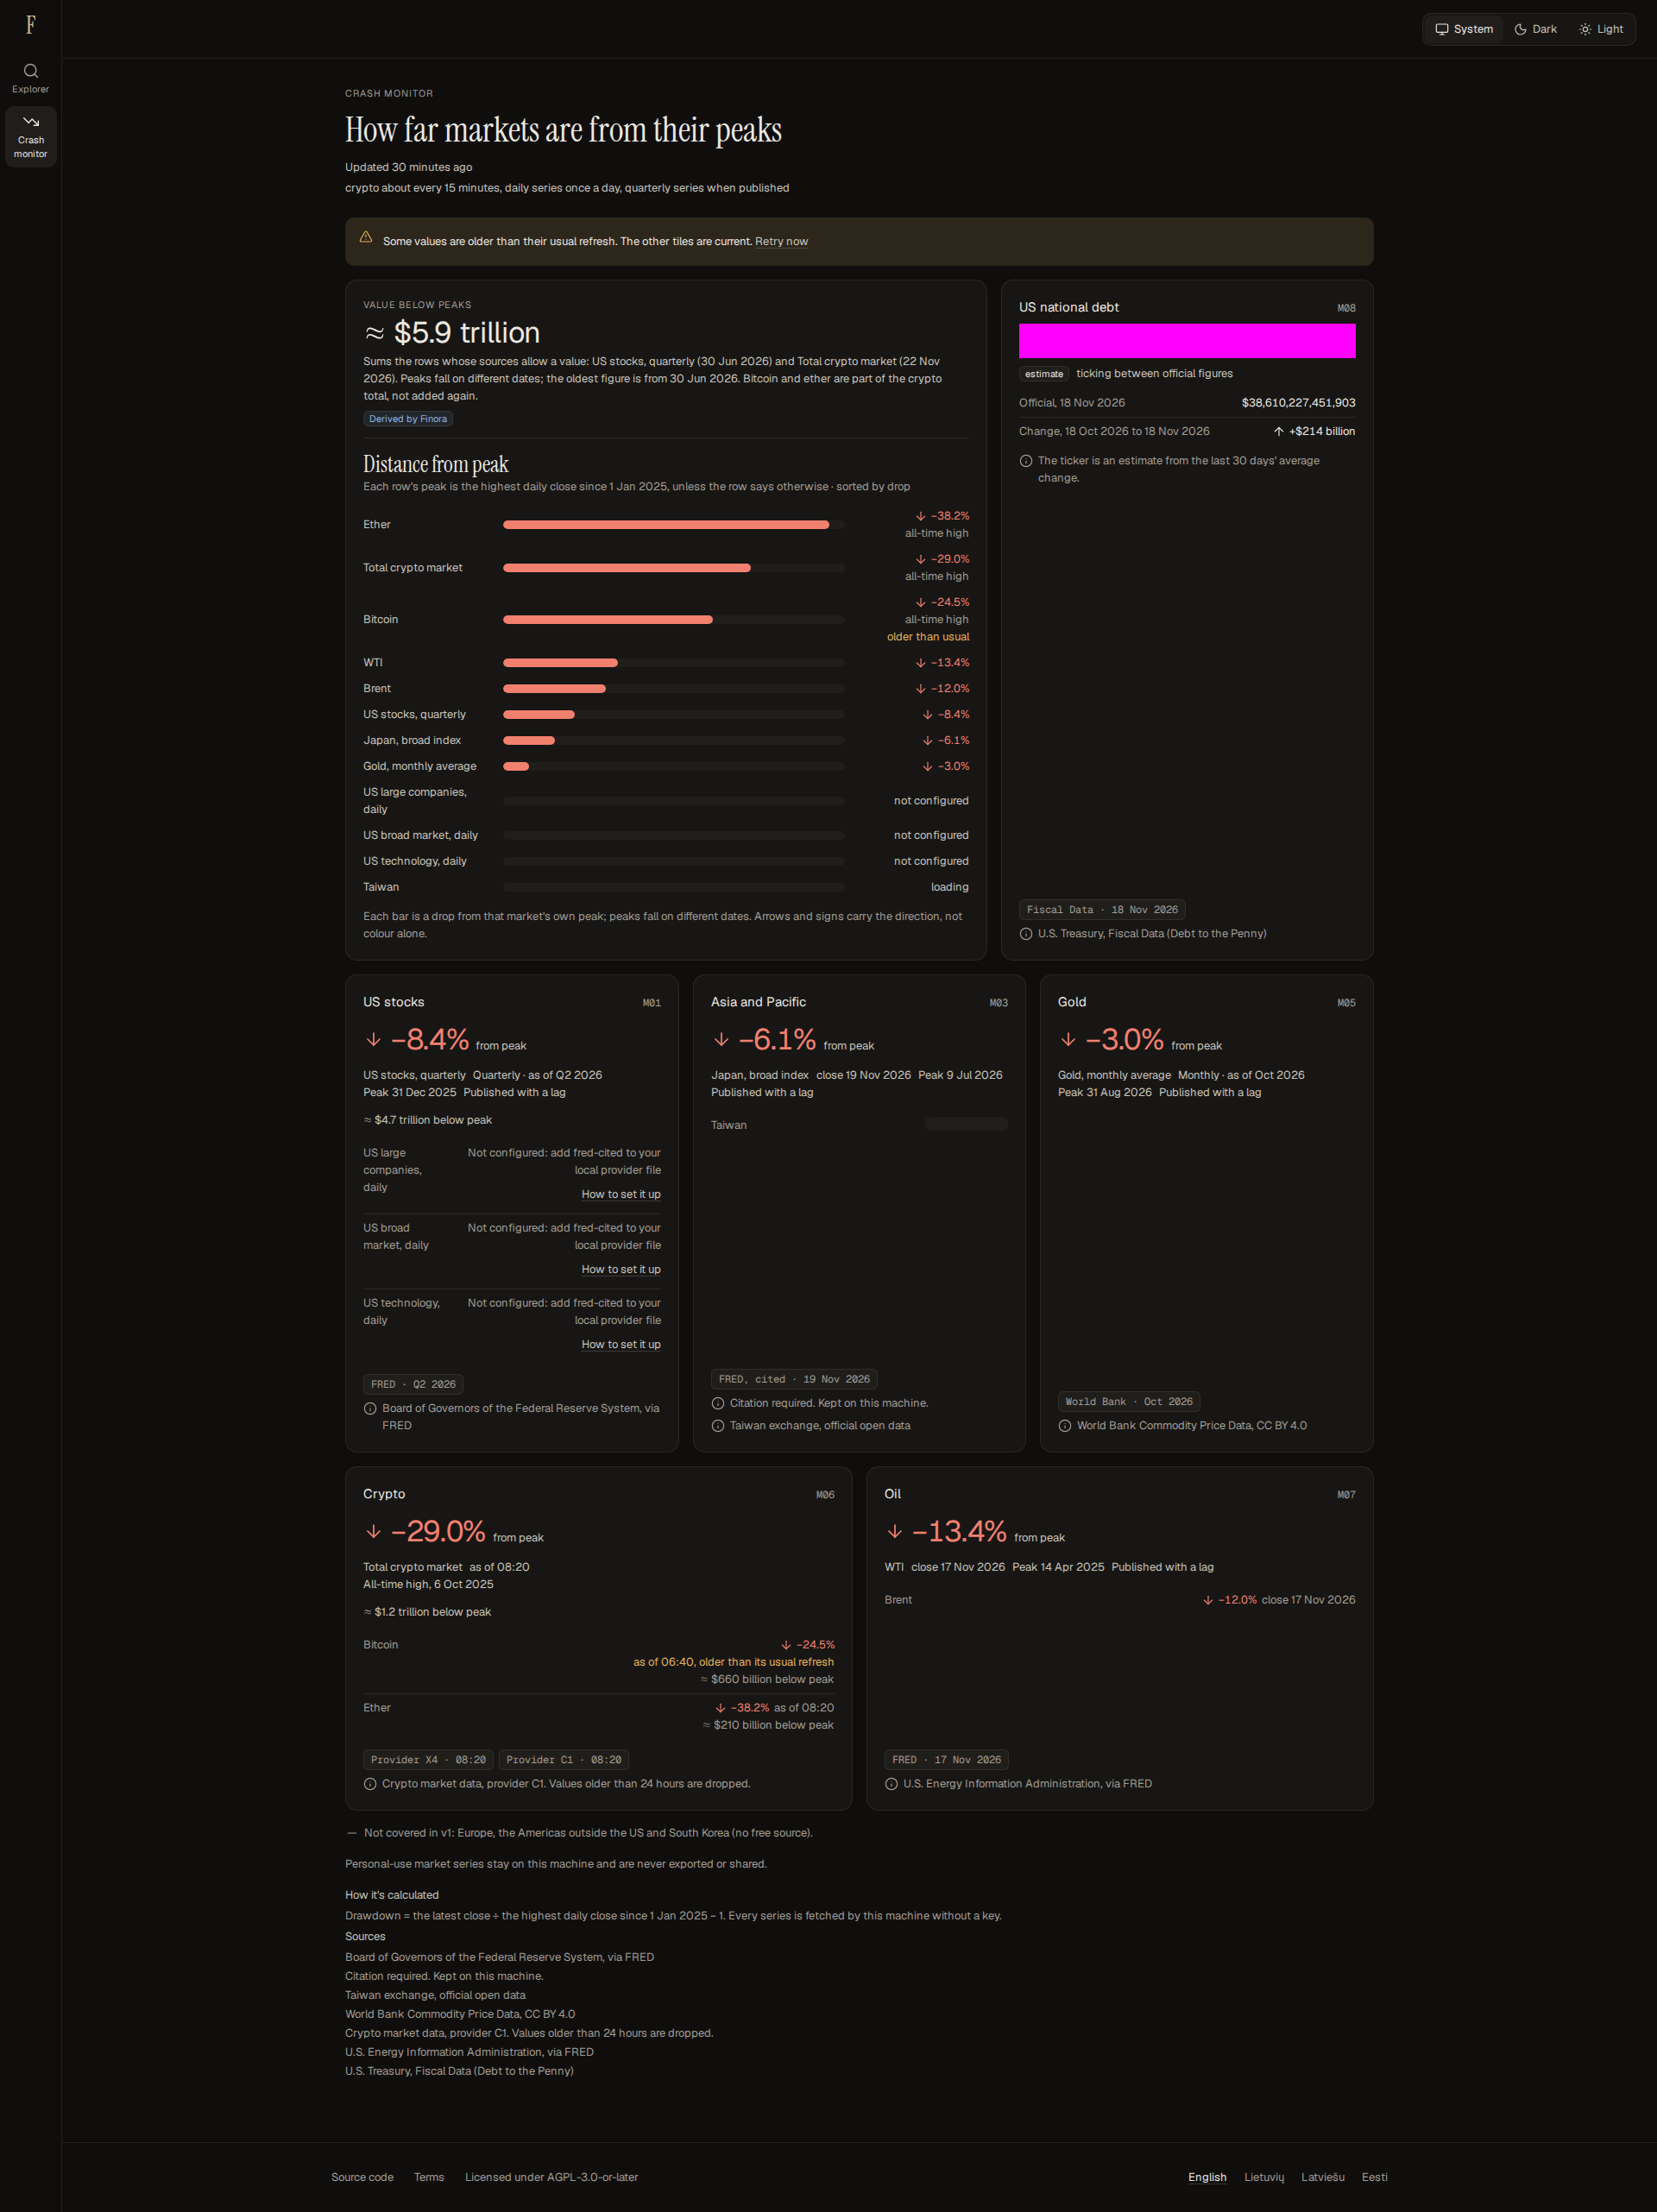 F
Explorer
Crash
monitor
System
Dark
Light
CRASH MONITOR
How far markets are from their peaks
Updated 30 minutes ago
crypto about every 15 minutes, daily series once a day, quarterly series when published
Some values are older than their usual refresh. The other tiles are current. Retry now
VALUE BELOW PEAKS
≈ $5.9 trillion
Sums the rows whose sources allow a value: US stocks, quarterly (30 Jun 2026) and Total crypto market (22 Nov
2026). Peaks fall on different dates; the oldest figure is from 30 Jun 2026. Bitcoin and ether are part of the crypto
total, not added again.
Derived by Finora
Distance from peak
Each row's peak is the highest daily close since 1 Jan 2025, unless the row says otherwise · sorted by drop
Ether
↓ −38.2%
all-time high
Total crypto market
↓ −29.0%
all-time high
Bitcoin
↓ −24.5%
all-time high
older than usual
WTI
↓ −13.4%
Brent
↓ −12.0%
US stocks, quarterly
↓ −8.4%
Japan, broad index
↓ −6.1%
Gold, monthly average
↓ −3.0%
US large companies,
daily
not configured
US broad market, daily
not configured
US technology, daily
not configured
Taiwan
loading
Each bar is a drop from that market's own peak; peaks fall on different dates. Arrows and signs carry the direction, not
colour alone.
US national debt
M08
estimate ticking between official figures
Official, 18 Nov 2026
$38,610,227,451,903
Change, 18 Oct 2026 to 18 Nov 2026
↑ +$214 billion
The ticker is an estimate from the last 30 days' average
change.
Fiscal Data · 18 Nov 2026
U.S. Treasury, Fiscal Data (Debt to the Penny)
US stocks
M01
↓ −8.4% from peak
US stocks, quarterly Quarterly · as of Q2 2026
Peak 31 Dec 2025 Published with a lag
≈ $4.7 trillion below peak
US large
companies,
daily
Not configured: add fred-cited to your
local provider file
How to set it up
US broad
market, daily
Not configured: add fred-cited to your
local provider file
How to set it up
US technology,
daily
Not configured: add fred-cited to your
local provider file
How to set it up
FRED · Q2 2026
Board of Governors of the Federal Reserve System, via
FRED
Asia and Pacific
M03
↓ −6.1% from peak
Japan, broad index close 19 Nov 2026 Peak 9 Jul 2026
Published with a lag
Taiwan
FRED, cited · 19 Nov 2026
Citation required. Kept on this machine.
Taiwan exchange, official open data
Gold
M05
↓ −3.0% from peak
Gold, monthly average Monthly · as of Oct 2026
Peak 31 Aug 2026 Published with a lag
World Bank · Oct 2026
World Bank Commodity Price Data, CC BY 4.0
Crypto
M06
↓ −29.0% from peak
Total crypto market as of 08:20
All-time high, 6 Oct 2025
≈ $1.2 trillion below peak
Bitcoin
↓ −24.5%
as of 06:40, older than its usual refresh
≈ $660 billion below peak
Ether
↓ −38.2% as of 08:20
≈ $210 billion below peak
Provider X4 · 08:20
Provider C1 · 08:20
Crypto market data, provider C1. Values older than 24 hours are dropped.
Oil
M07
↓ −13.4% from peak
WTI close 17 Nov 2026 Peak 14 Apr 2025 Published with a lag
Brent
↓ −12.0% close 17 Nov 2026
FRED · 17 Nov 2026
U.S. Energy Information Administration, via FRED
— Not covered in v1: Europe, the Americas outside the US and South Korea (no free source).
Personal-use market series stay on this machine and are never exported or shared.
How it's calculated
Drawdown = the latest close ÷ the highest daily close since 1 Jan 2025 − 1. Every series is fetched by this machine without a key.
Sources
Board of Governors of the Federal Reserve System, via FRED
Citation required. Kept on this machine.
Taiwan exchange, official open data
World Bank Commodity Price Data, CC BY 4.0
Crypto market data, provider C1. Values older than 24 hours are dropped.
U.S. Energy Information Administration, via FRED
U.S. Treasury, Fiscal Data (Debt to the Penny)
Source code
Terms
Licensed under AGPL-3.0-or-later
English
Lietuvių
Latviešu
Eesti